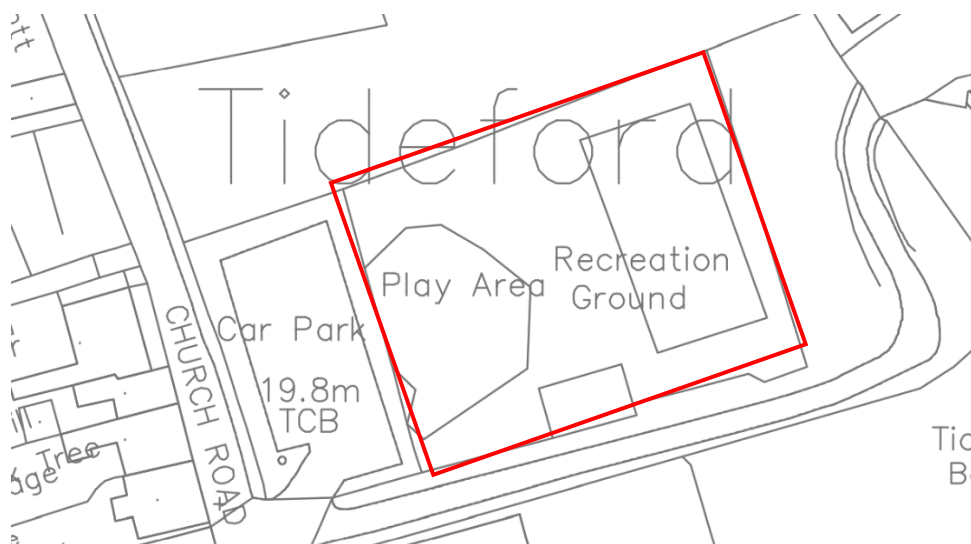 Tideford
Recreation
Ground
Play Area
Car Park
19.8m
TCB
CHURCH ROAD
Tree